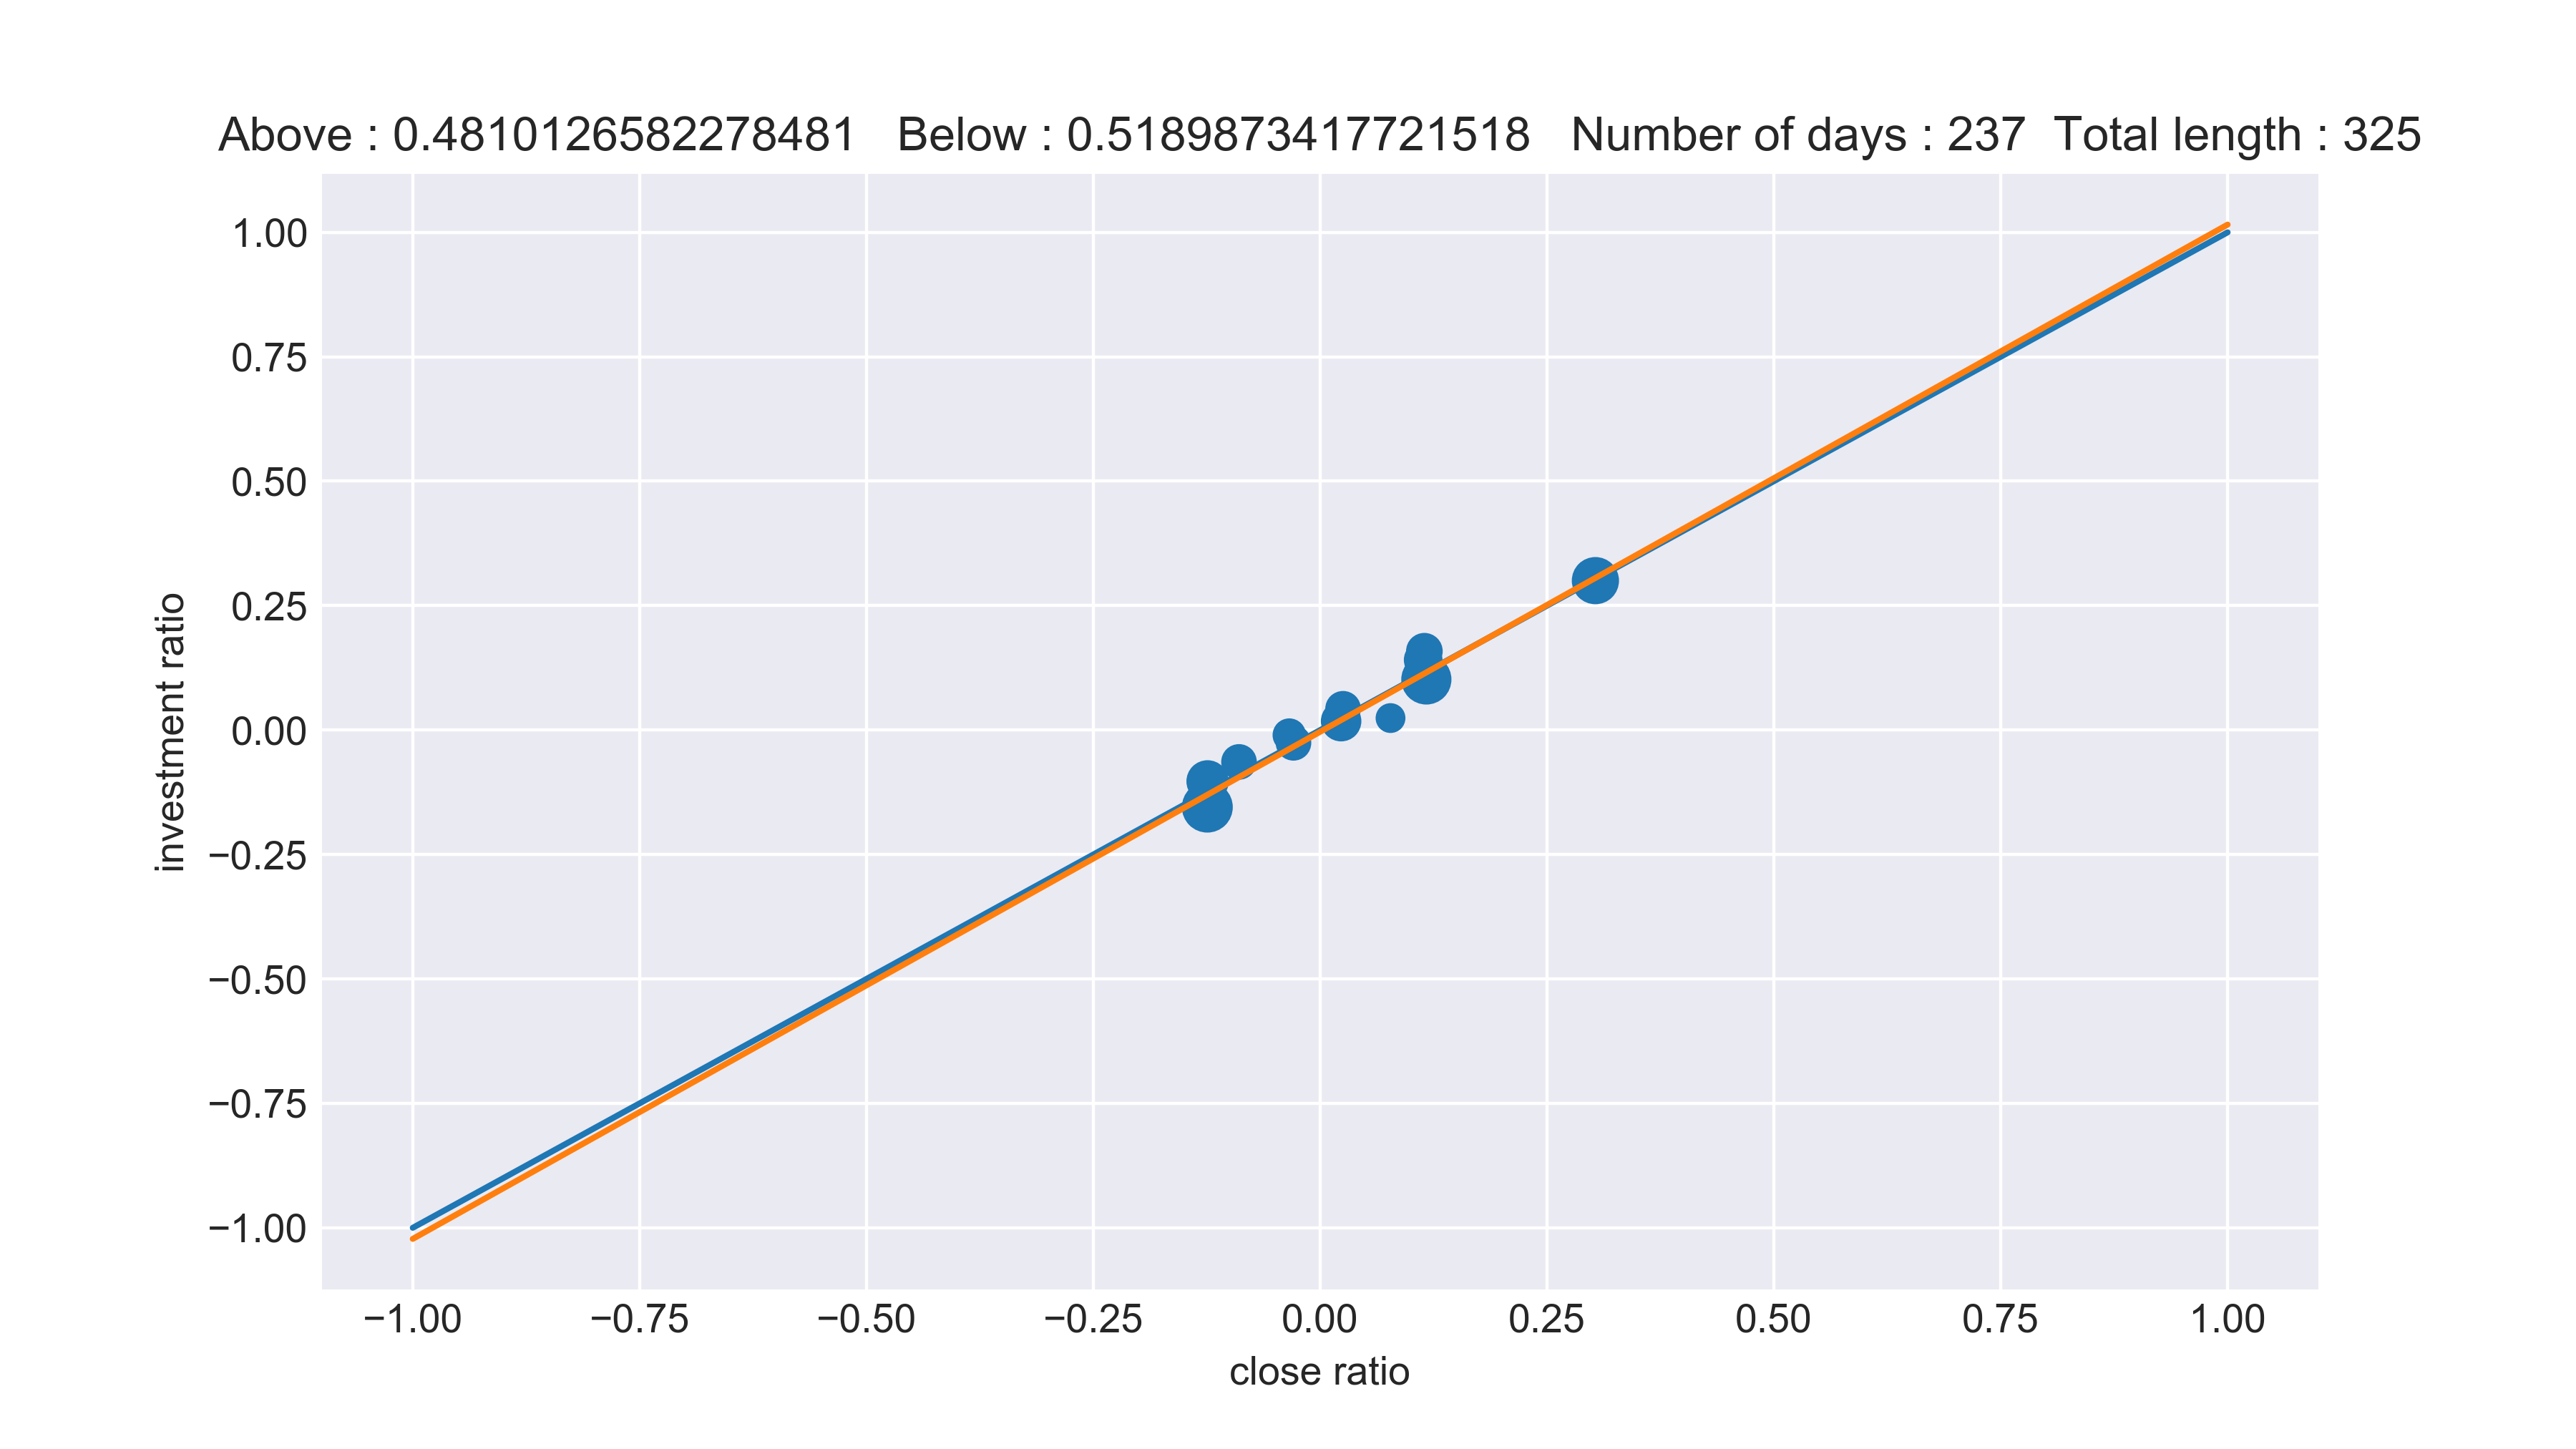 Above : 0.4810126582278481   Below : 0.5189873417721518   Number of days : 237  Total length : 325
1.00
0.75
0.50
0.25
0.00
−0.25
−0.50
−0.75
−1.00
investment ratio
−1.00 −0.75 −0.50 −0.25 0.00 0.25 0.50 0.75 1.00
close ratio